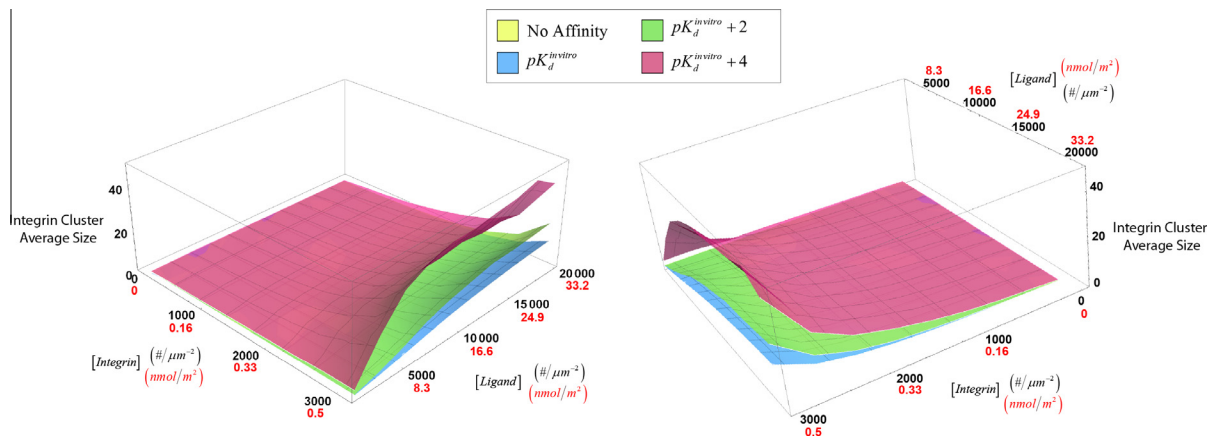 No Affinity
pK_d^{invitro} + 2
pK_d^{invitro}
pK_d^{invitro} + 4
40
20
0
0
0
Integrin Cluster
Average Size
1000
0.16
2000
0.33
3000
0.5
[Integrin] (#/μm⁻²)
(nmol/m²)
5000
8.3
10 000
16.6
15 000
24.9
20 000
33.2
[Ligand] (#/μm⁻²)
(nmol/m²)
8.3
5000
16.6
10000
24.9
15000
33.2
20000
[Ligand] (nmol/m²)
(#/μm⁻²)
40
20
0
Integrin Cluster
Average Size
0
0
1000
0.16
2000
0.33
3000
0.5
[Integrin] (#/μm⁻²)
(nmol/m²)